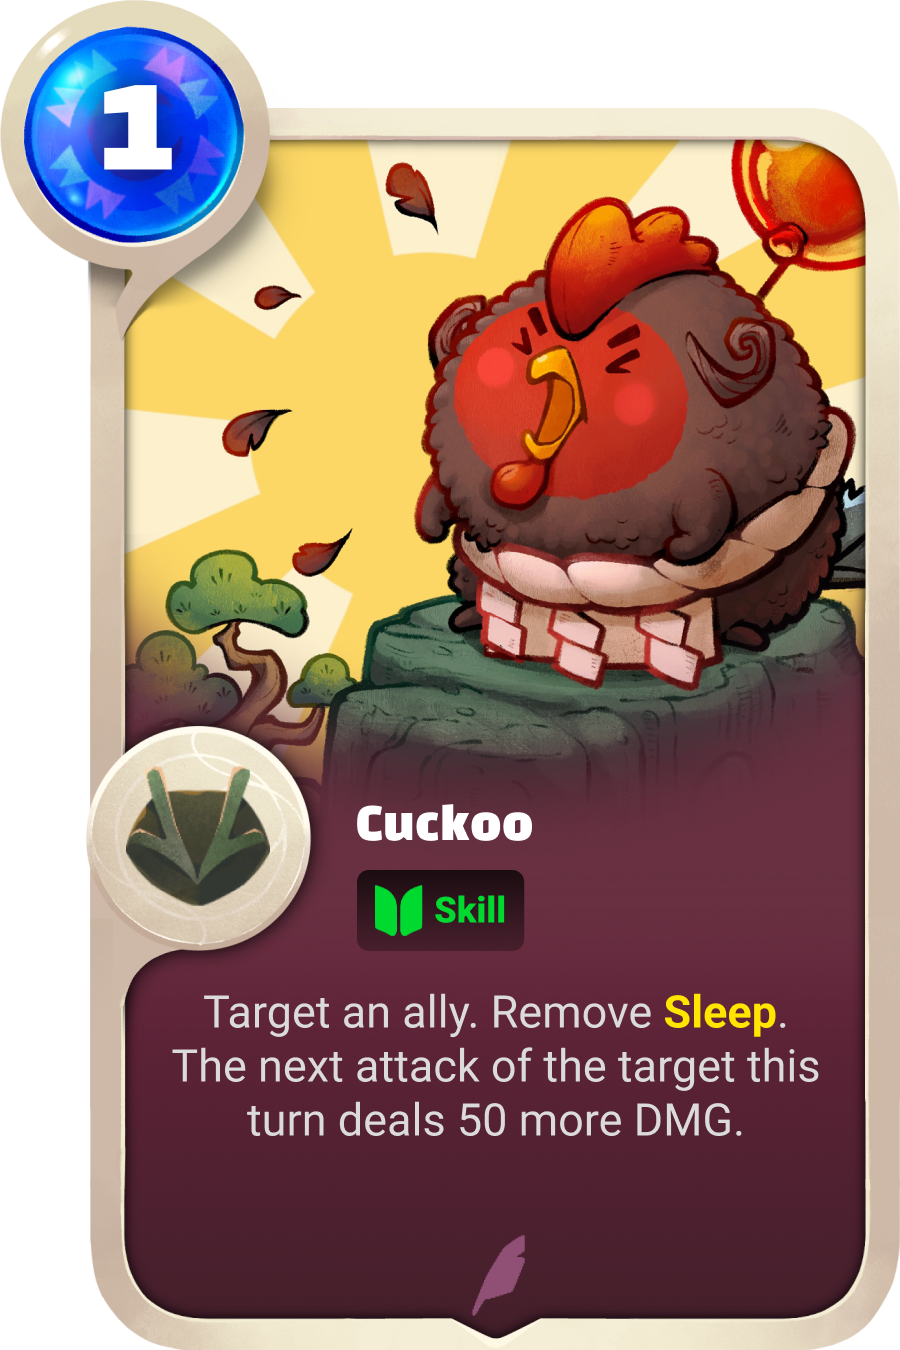 1
Cuckoo
Skill
Target an ally. Remove Sleep.
The next attack of the target this
turn deals 50 more DMG.